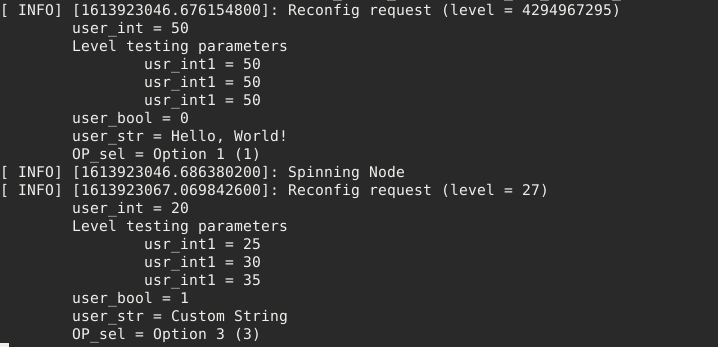 [ INFO] [1613923046.676154800]: Reconfig request (level = 4294967295)
user_int = 50
Level testing parameters
usr_int1 = 50
usr_int1 = 50
usr_int1 = 50
user_bool = 0
user_str = Hello, World!
OP_sel = Option 1 (1)
[ INFO] [1613923046.686380200]: Spinning Node
[ INFO] [1613923067.069842600]: Reconfig request (level = 27)
user_int = 20
Level testing parameters
usr_int1 = 25
usr_int1 = 30
usr_int1 = 35
user_bool = 1
user_str = Custom String
OP_sel = Option 3 (3)